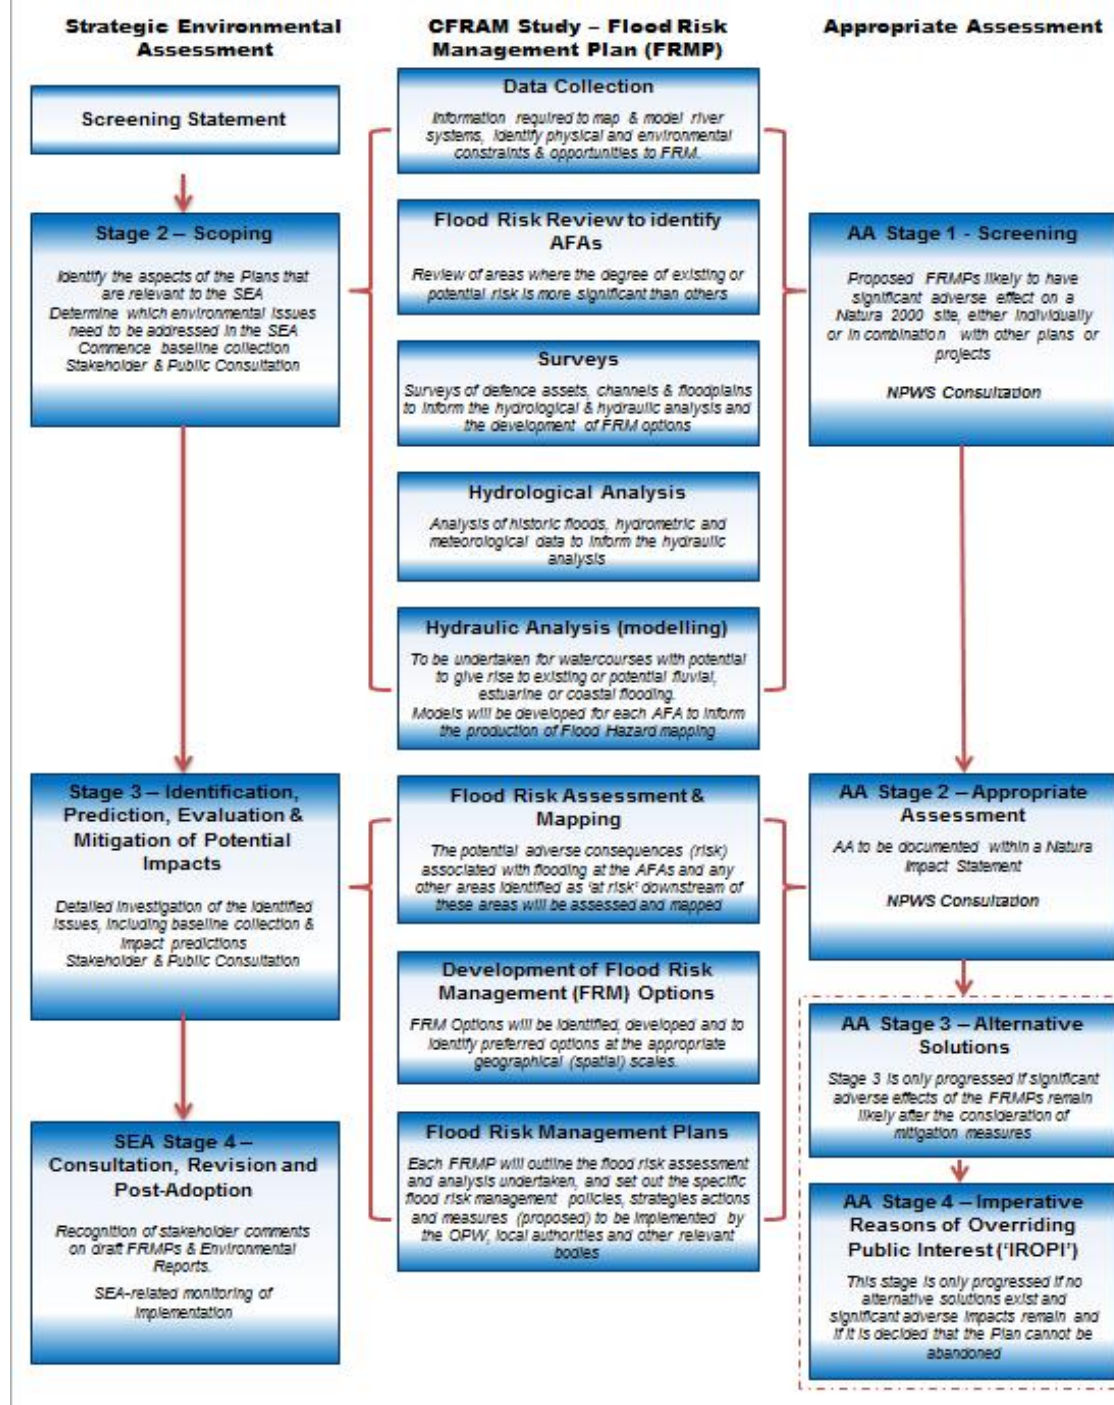 Strategic Environmental
Assessment
Screening Statement
Stage 2 – Scoping
Identify the aspects of the Plans that
are relevant to the SEA
Determine which environmental issues
need to be addressed in the SEA
Commence baseline collection
Stakeholder & Public Consultation
Stage 3 – Identification,
Prediction, Evaluation &
Mitigation of Potential
Impacts
Detailed investigation of the identified
issues, including baseline collection &
impact predictions
Stakeholder & Public Consultation
SEA Stage 4 –
Consultation, Revision and
Post-Adoption
Recognition of stakeholder comments
on draft FRMPs & Environmental
Reports.
SEA-related monitoring of
implementation
CFRAM Study – Flood Risk
Management Plan (FRMP)
Data Collection
Information required to map & model river
systems, identify physical and environmental
constraints & opportunities to FRM.
Flood Risk Review to identify
AFAs
Review of areas where the degree of existing or
potential risk is more significant than others
Surveys
Surveys of defence assets, channels & floodplains
to inform the hydrological & hydraulic analysis and
the development of FRM options
Hydrological Analysis
Analysis of historic floods, hydrometric and
meteorological data to inform the hydraulic
analysis
Hydraulic Analysis (modelling)
To be undertaken for watercourses with potential
to give rise to existing or potential fluvial,
estuarine or coastal flooding.
Models will be developed for each AFA to inform
the production of Flood Hazard mapping
Flood Risk Assessment &
Mapping
The potential adverse consequences (risk)
associated with flooding at the AFAs and any
other areas identified as ‘at risk’ downstream of
these areas will be assessed and mapped
Development of Flood Risk
Management (FRM) Options
FRM Options will be identified, developed and to
identify preferred options at the appropriate
geographical (spatial) scales.
Flood Risk Management Plans
Each FRMP will outline the flood risk assessment
and analysis undertaken, and set out the specific
flood risk management policies, strategies actions
and measures (proposed) to be implemented by
the OPW, local authorities and other relevant
bodies
Appropriate Assessment
AA Stage 1 - Screening
Proposed FRMPs likely to have
significant adverse effect on a
Natura 2000 site, either individually
or in combination with other plans or
projects
NPWS Consultation
AA Stage 2 – Appropriate
Assessment
AA to be documented within a Natura
Impact Statement
NPWS Consultation
AA Stage 3 – Alternative
Solutions
Stage 3 is only progressed if significant
adverse effects of the FRMPs remain
likely after the consideration of
mitigation measures
AA Stage 4 – Imperative
Reasons of Overriding
Public Interest (‘IROPI’)
This stage is only progressed if no
alternative solutions exist and
significant adverse impacts remain and
if it is decided that the Plan cannot be
abandoned